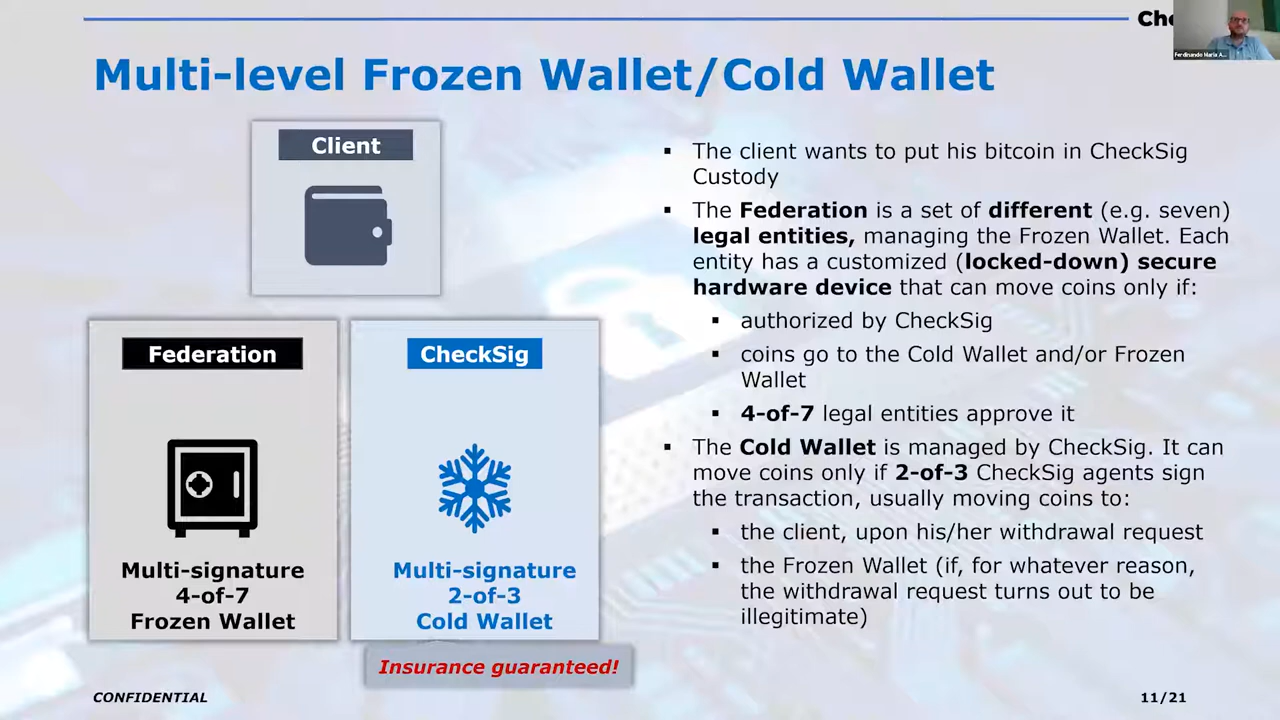 Che
Ferdinando Maria A...
Multi-level Frozen Wallet/Cold Wallet
Client
Federation
Multi-signature
4-of-7
Frozen Wallet
CheckSig
Multi-signature
2-of-3
Cold Wallet
Insurance guaranteed!
▪ The client wants to put his bitcoin in CheckSig
Custody
▪ The Federation is a set of different (e.g. seven)
legal entities, managing the Frozen Wallet. Each
entity has a customized (locked-down) secure
hardware device that can move coins only if:
▪ authorized by CheckSig
▪ coins go to the Cold Wallet and/or Frozen
Wallet
▪ 4-of-7 legal entities approve it
▪ The Cold Wallet is managed by CheckSig. It can
move coins only if 2-of-3 CheckSig agents sign
the transaction, usually moving coins to:
▪ the client, upon his/her withdrawal request
▪ the Frozen Wallet (if, for whatever reason,
the withdrawal request turns out to be
illegitimate)
CONFIDENTIAL
11/21